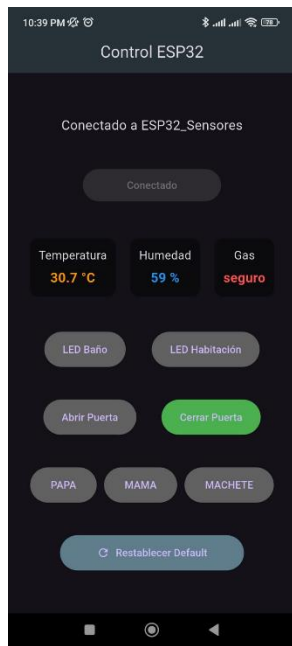 10:39 PM 78
Control ESP32
Conectado a ESP32_Sensores
Conectado
Temperatura Humedad Gas
30.7 °C 59 % seguro
LED Baño LED Habitación
Abrir Puerta Cerrar Puerta
PAPA MAMA MACHETE
Restablecer Default